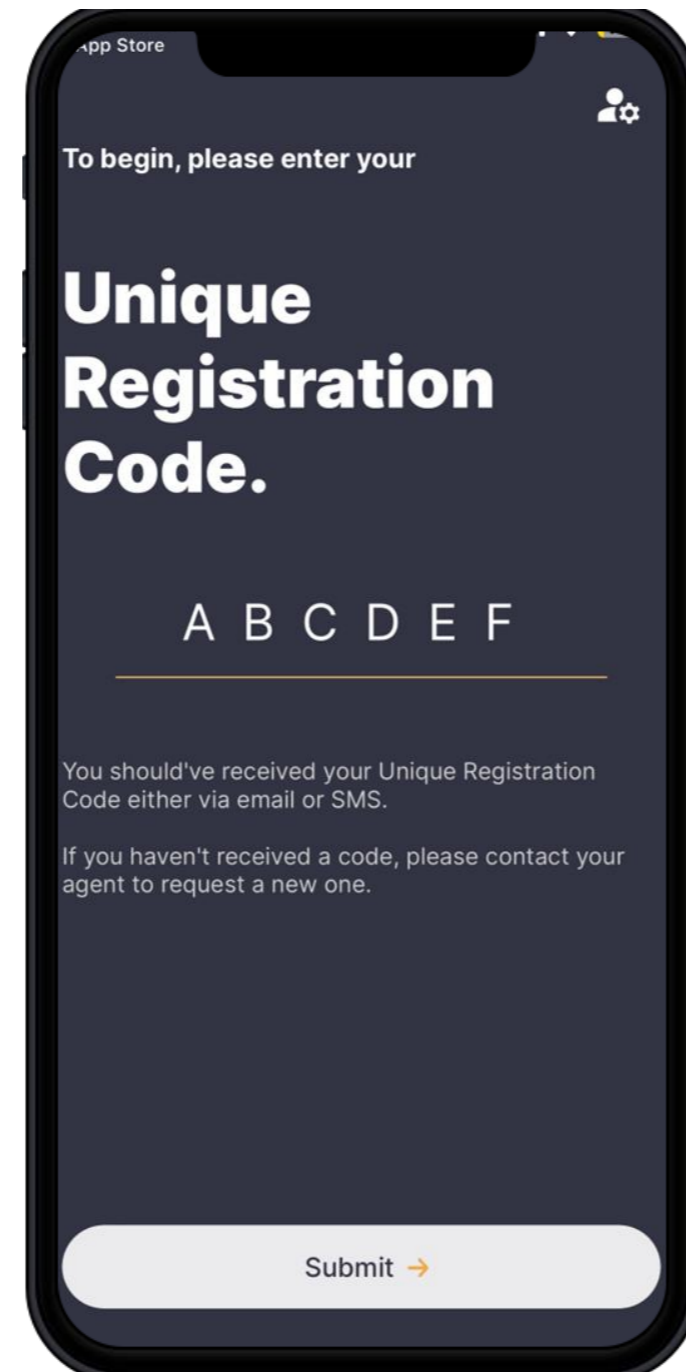 App Store
To begin, please enter your
Unique
Registration
Code.
A B C D E F
You should've received your Unique Registration
Code either via email or SMS.
If you haven't received a code, please contact your
agent to request a new one.
Submit →